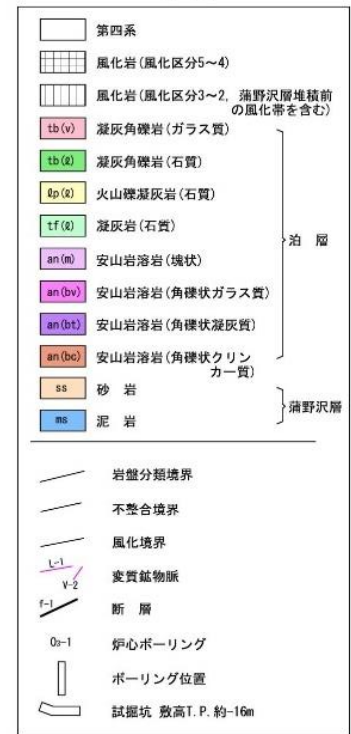 第四系
風化岩(風化区分5～4)
風化岩(風化区分3～2, 蒲野沢層堆積前
の風化帯を含む)
tb(v) 凝灰角礫岩(ガラス質)
tb(ℓ) 凝灰角礫岩(石質)
ℓp(ℓ) 火山礫凝灰岩(石質)
tf(ℓ) 凝灰岩(石質)
an(m) 安山岩溶岩(塊状)
an(bv) 安山岩溶岩(角礫状ガラス質)
an(bt) 安山岩溶岩(角礫状凝灰質)
an(bc) 安山岩溶岩(角礫状クリン
カー質)
泊 層
ss 砂 岩
ms 泥 岩
蒲野沢層
岩盤分類境界
不整合境界
風化境界
L-1
V-2
変質鉱物脈
f-1 断 層
O₃-1 炉心ボーリング
ボーリング位置
試掘坑 敷高T.P.約-16m